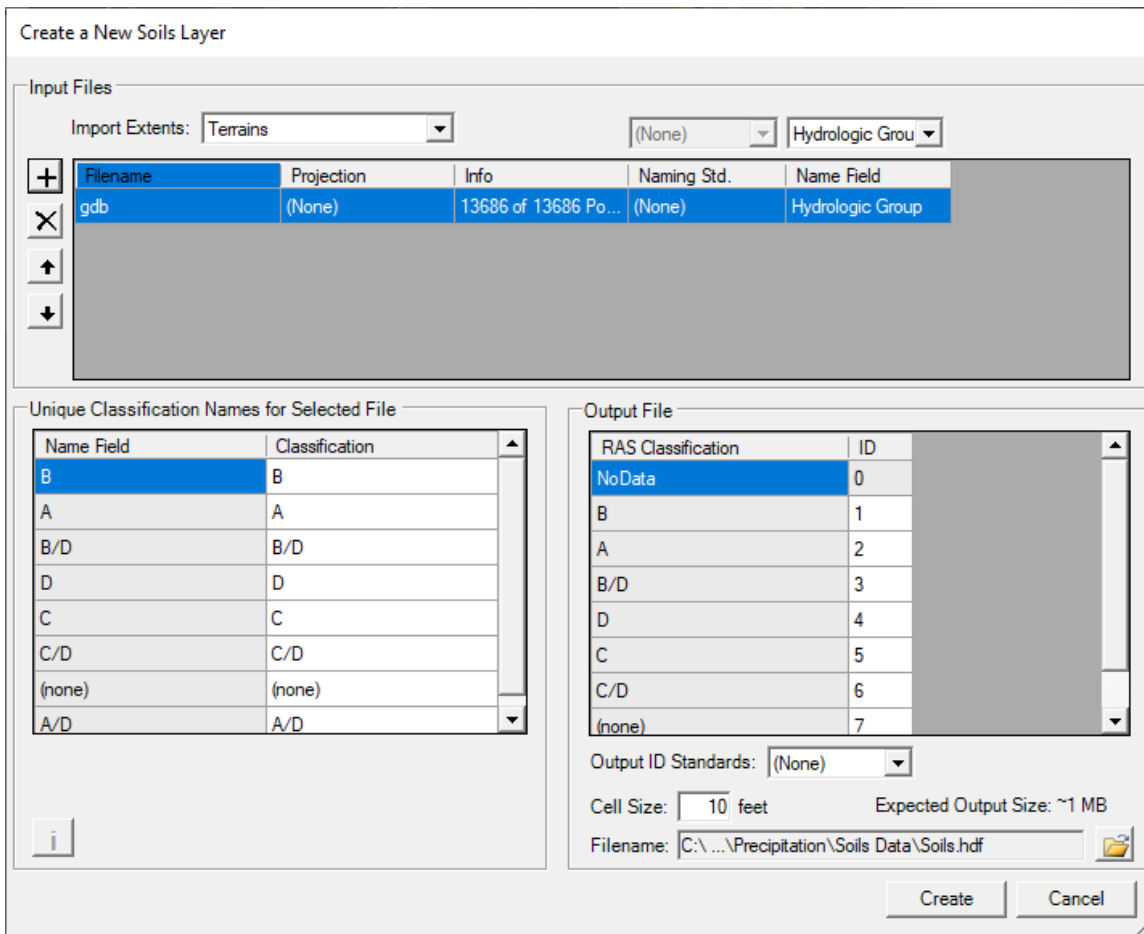 Create a New Soils Layer
Input Files
Import Extents: Terrains (None) Hydrologic Grou
Filename Projection Info Naming Std. Name Field
gdb (None) 13686 of 13686 Po... (None) Hydrologic Group
Unique Classification Names for Selected File
Name Field Classification
B B
A A
B/D B/D
D D
C C
C/D C/D
(none) (none)
A/D A/D
Output File
RAS Classification ID
NoData 0
B 1
A 2
B/D 3
D 4
C 5
C/D 6
(none) 7
Output ID Standards: (None)
Cell Size: 10 feet Expected Output Size: ~1 MB
Filename: C:\ ...\Precipitation\Soils Data\Soils.hdf
i
Create Cancel